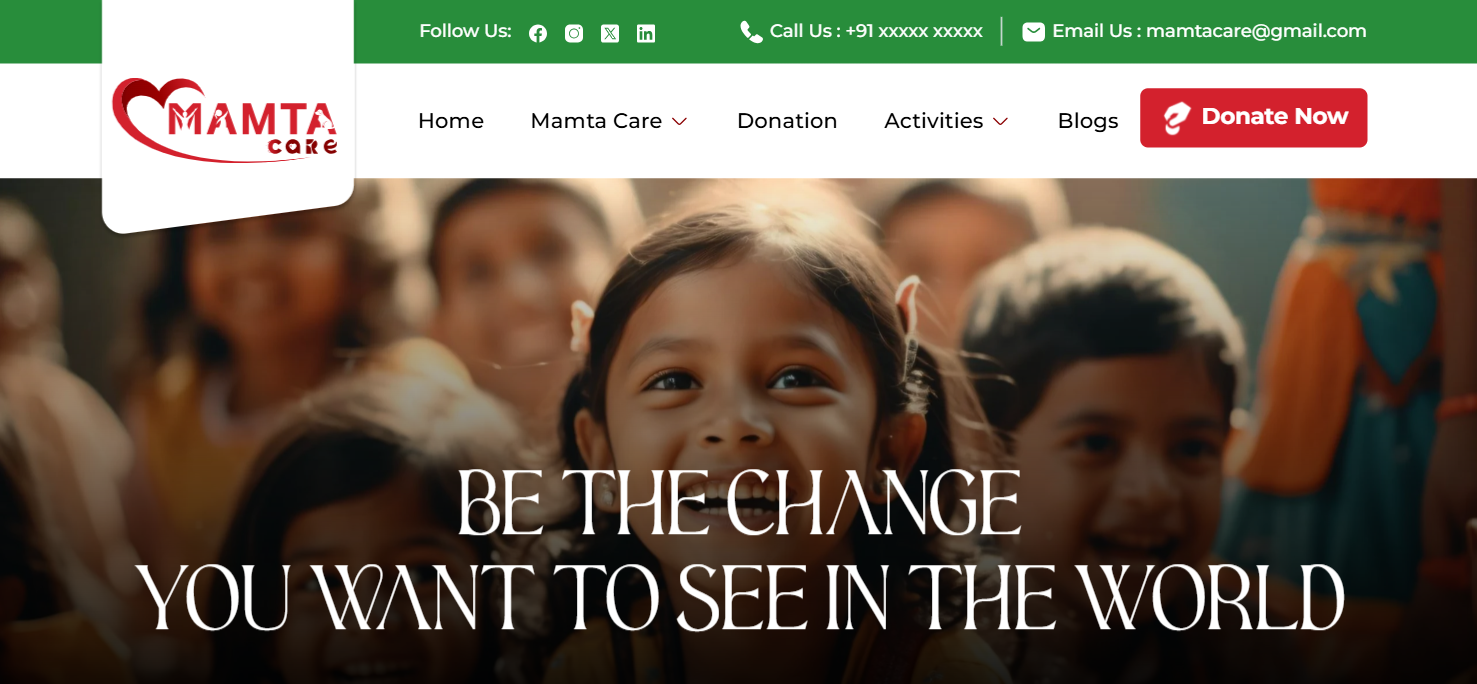 Follow Us:
Call Us : +91 xxxxx xxxxx
Email Us : mamtacare@gmail.com
MAMTA
CARE
Home
Mamta Care
Donation
Activities
Blogs
Donate Now
BE THE CHANGE
YOU WANT TO SEE IN THE WORLD